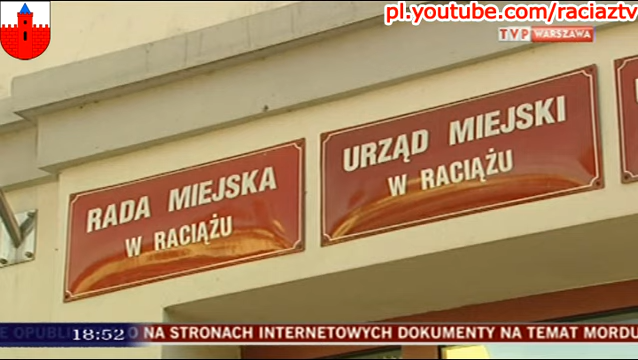 pl.youtube.com/raciaztv
TVP WARSZAWA
RADA MIEJSKA
W RACIĄŻU
URZĄD MIEJSKI
W RACIĄŻU
18:52
O NA STRONACH INTERNETOWYCH DOKUMENTY NA TEMAT MORDU